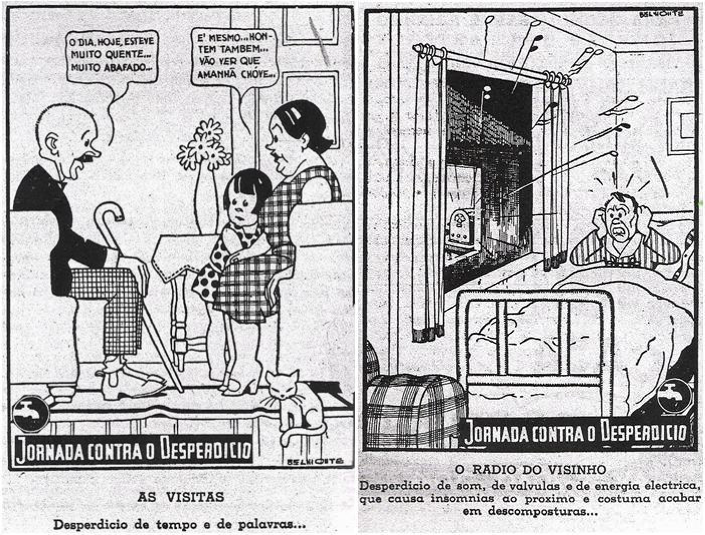 O DIA, HOJE, ESTEVE
MUITO QUENTE...
MUITO ABAFADO...
E' MESMO... HON-
TEM TAMBEM...
VÃO VER QUE
AMANHÃ CHOVE...
JORNADA CONTRA O DESPERDICIO
BELMONTE
AS VISITAS
Desperdicio de tempo e de palavras...
BELMONTE
JORNADA CONTRA O DESPERDICIO
O RADIO DO VISINHO
Desperdicio de som, de valvulas e de energia electrica,
que causa insomnias ao proximo e costuma acabar
em descomposturas...